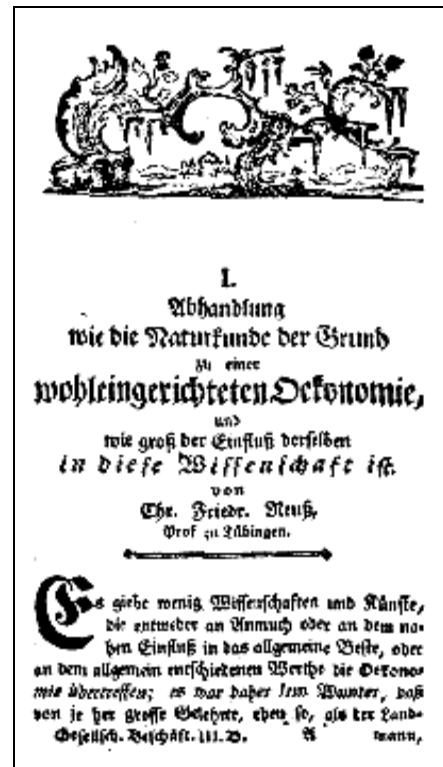 I.
Abhandlung
wie die Naturkunde der Grund
zu einer
wohleingerichteten Oekonomie,
und
wie groß der Einfluß derselben
in diese Wissenschaft ist.
von
Chr. Friedr. Reuß,
Prof zu Tübingen.
Es giebt wenig Wissenschaften und Künste,
die entweder an Anmuth oder an dem na-
hen Einfluß in das allgemeine Beste, oder
an dem allgemein entschiedenen Werthe die Oekono-
mie übertreffen; es war daher kein Wunder, daß
von je her grosse Gelehrte, eben so, als der Land-
Gesellsch. Beschäft. III. B. A mann,